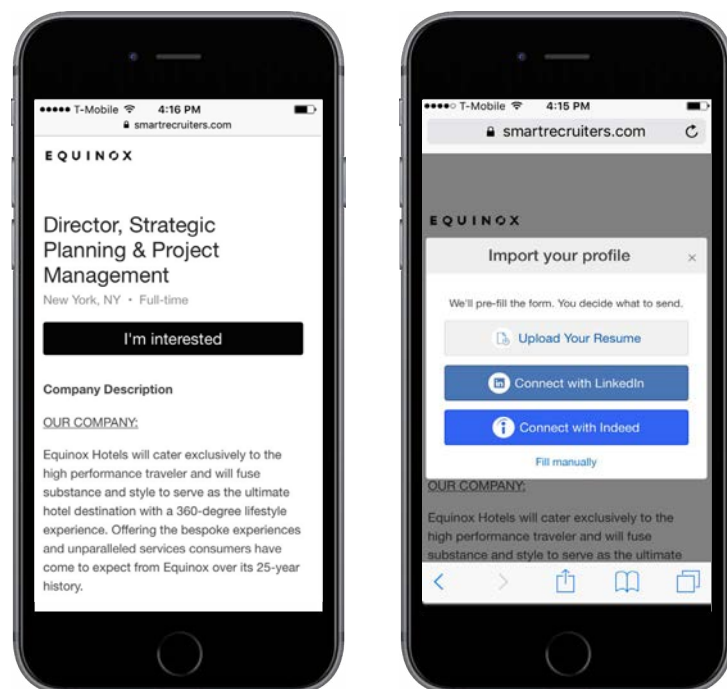 T-Mobile 4:16 PM
smartrecruiters.com
EQUINOX
Director, Strategic
Planning & Project
Management
New York, NY • Full-time
I'm interested
Company Description
OUR COMPANY:
Equinox Hotels will cater exclusively to the
high performance traveler and will fuse
substance and style to serve as the ultimate
hotel destination with a 360-degree lifestyle
experience. Offering the bespoke experiences
and unparalleled services consumers have
come to expect from Equinox over its 25-year
history.
T-Mobile 4:15 PM
smartrecruiters.com
EQUINOX
Import your profile ×
We'll pre-fill the form. You decide what to send.
Upload Your Resume
in Connect with LinkedIn
Connect with Indeed
Fill manually
OUR COMPANY:
Equinox Hotels will cater exclusively to the
high performance traveler and will fuse
substance and style to serve as the ultimate